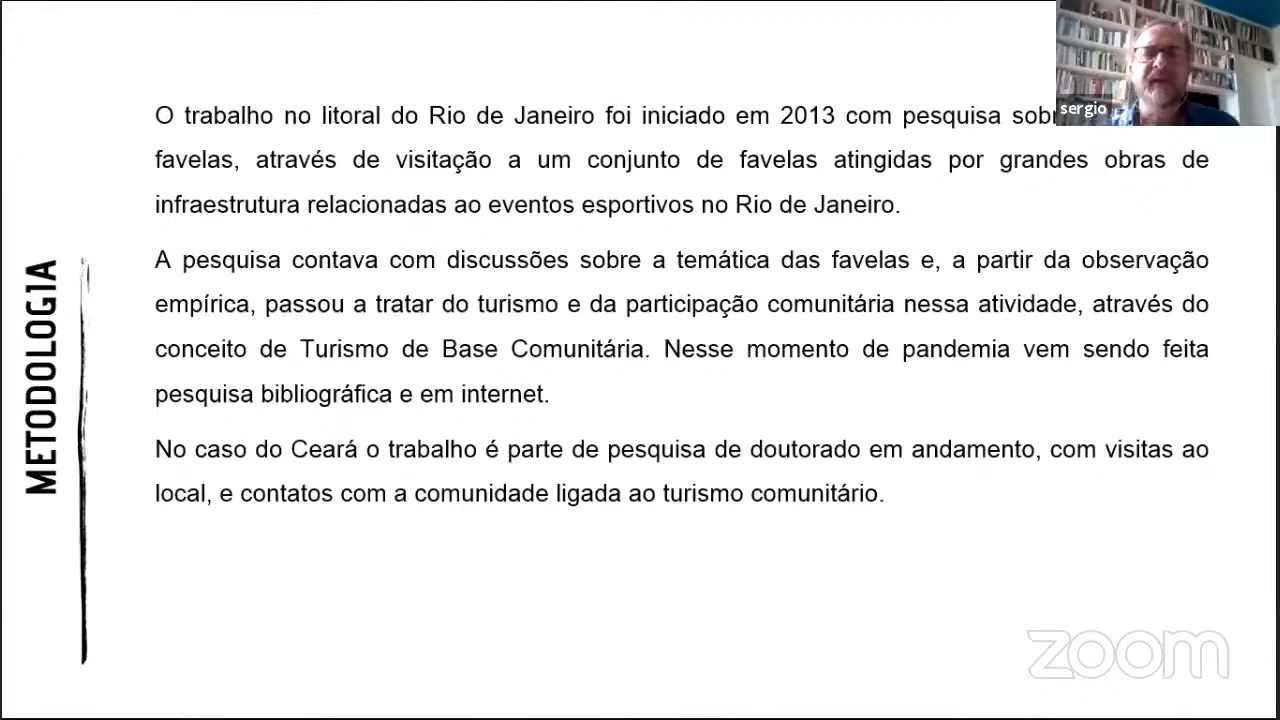 sergio
O trabalho no litoral do Rio de Janeiro foi iniciado em 2013 com pesquisa
favelas, através de visitação a um conjunto de favelas atingidas por grandes obras de
infraestrutura relacionadas ao eventos esportivos no Rio de Janeiro.
A pesquisa contava com discussões sobre a temática das favelas e, a partir da observação
empírica, passou a tratar do turismo e da participação comunitária nessa atividade, através do
conceito de Turismo de Base Comunitária. Nesse momento de pandemia vem sendo feita
pesquisa bibliográfica e em internet.
No caso do Ceará o trabalho é parte de pesquisa de doutorado em andamento, com visitas ao
local, e contatos com a comunidade ligada ao turismo comunitário.
METODOLOGIA
zoom